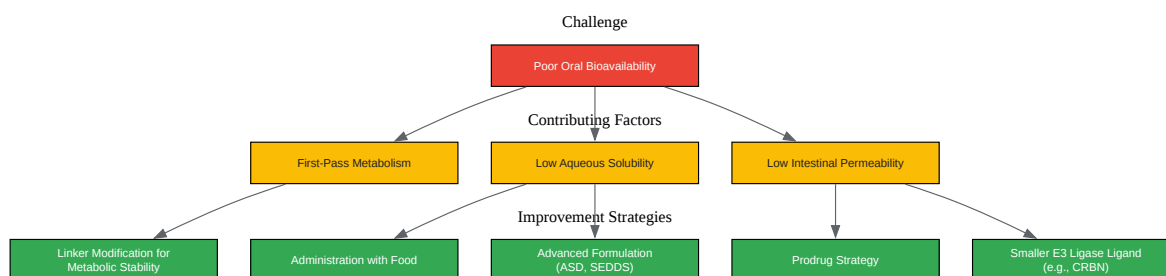 Challenge
Poor Oral Bioavailability
Contributing Factors
First-Pass Metabolism
Low Aqueous Solubility
Low Intestinal Permeability
Improvement Strategies
Linker Modification for
Metabolic Stability
Administration with Food
Advanced Formulation
(ASD, SEDDS)
Prodrug Strategy
Smaller E3 Ligase Ligand
(e.g., CRBN)